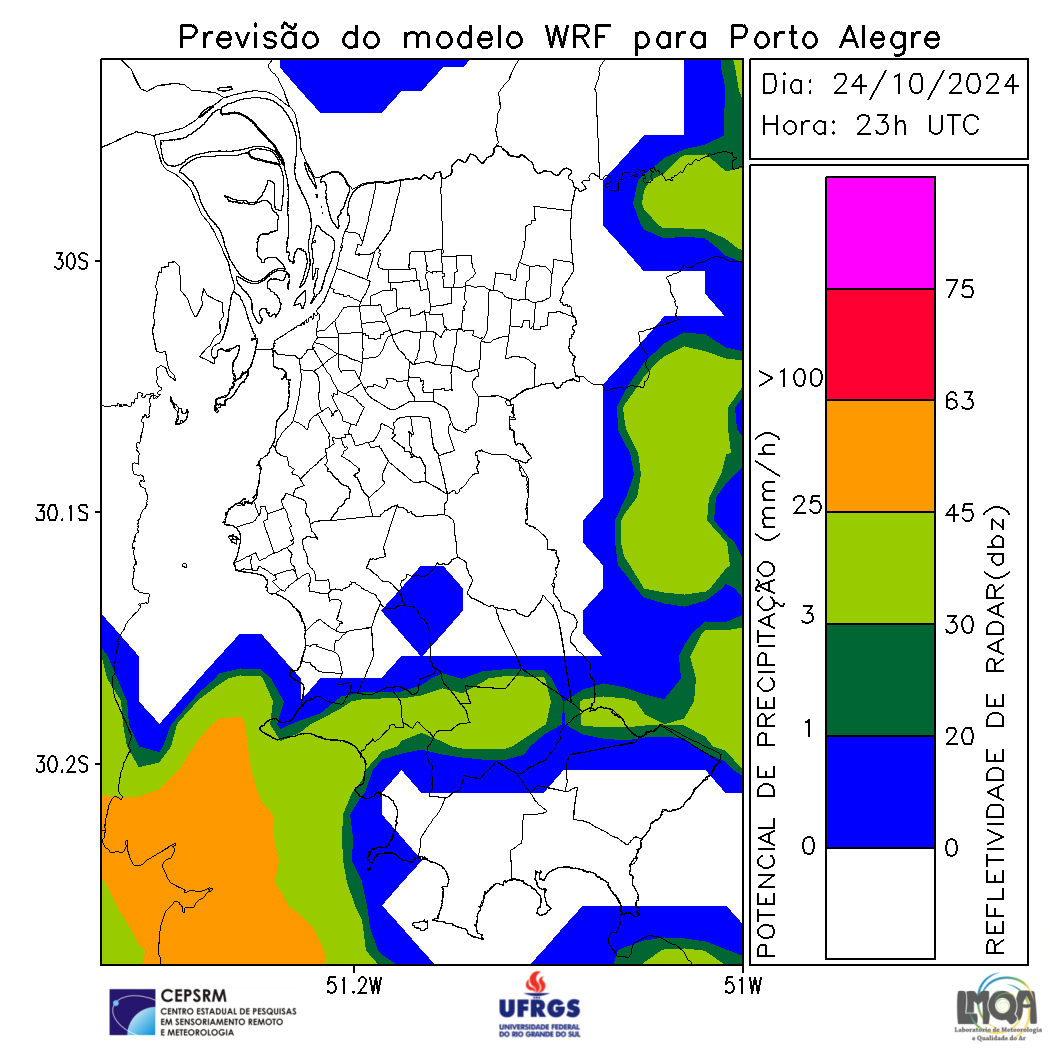 Previsão do modelo WRF para Porto Alegre
Dia: 24/10/2024
Hora: 23h UTC
30S
30.1S
30.2S
51.2W
51W
POTENCIAL DE PRECIPITAÇÃO (mm/h)
>100
25
3
1
0
75
63
45
30
20
0
REFLETIVIDADE DE RADAR(dbz)
CEPSRM
CENTRO ESTADUAL DE PESQUISAS
EM SENSORIAMENTO REMOTO
E METEOROLOGIA
UFRGS
UNIVERSIDADE FEDERAL
DO RIO GRANDE DO SUL
LMQA
Laboratório de Meteorologia
e Qualidade do Ar